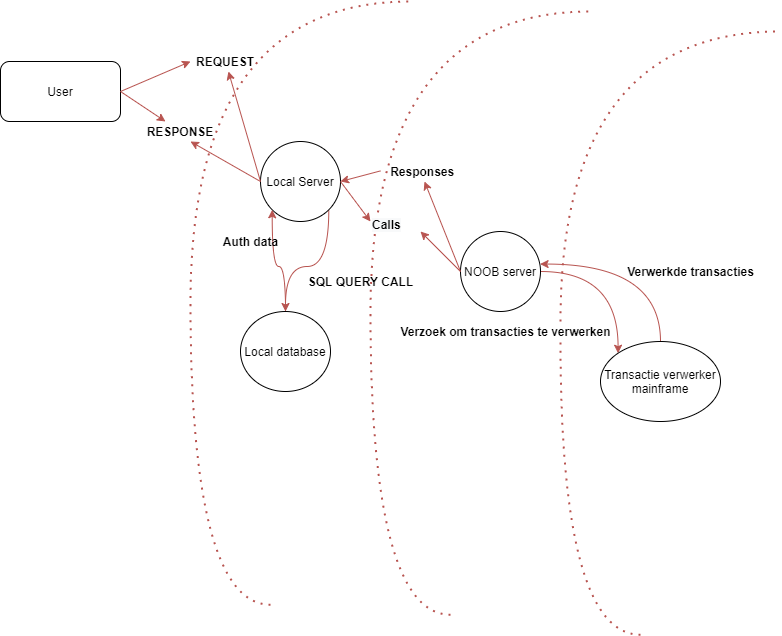 REQUEST
User
RESPONSE
Local Server
Responses
Calls
Auth data
NOOB server
Verwerkde transacties
SQL QUERY CALL
Verzoek om transacties te verwerken
Local database
Transactie verwerker
mainframe